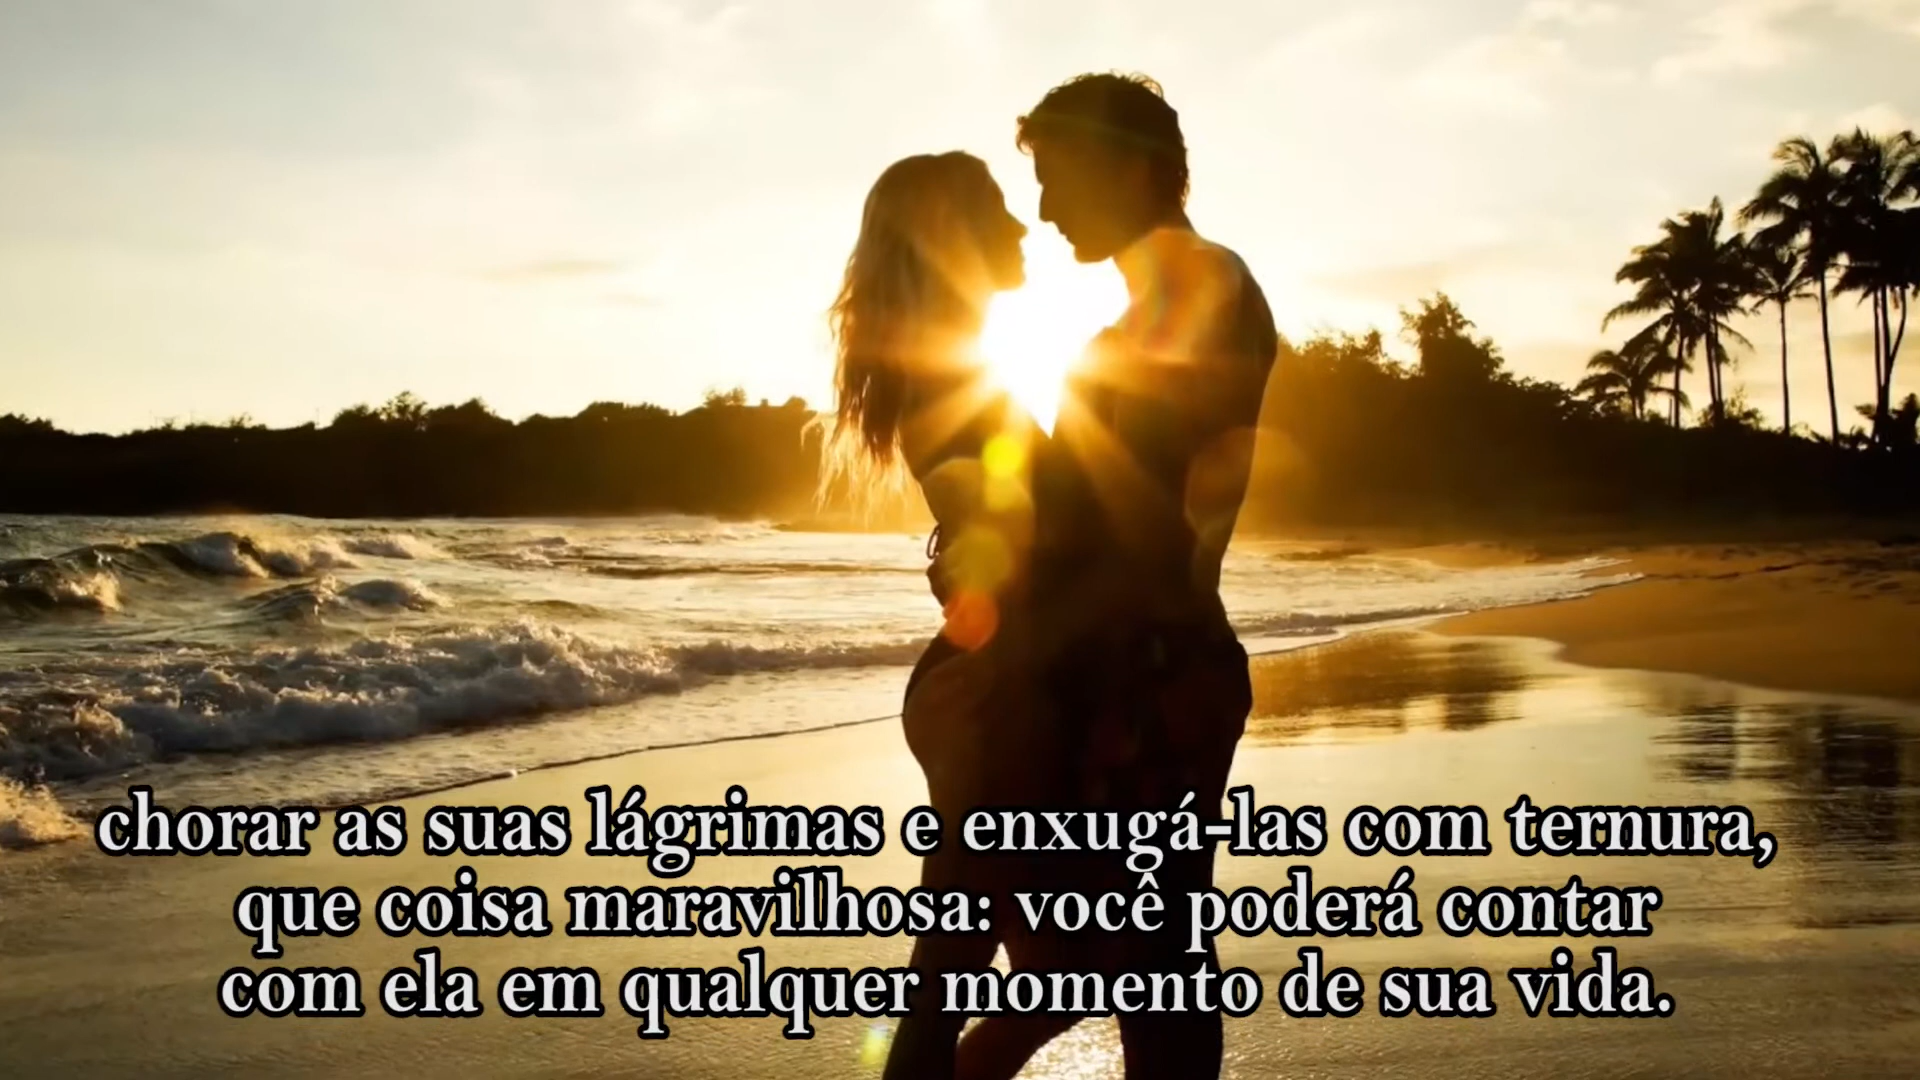 chorar as suas lágrimas e enxugá-las com ternura,
que coisa maravilhosa: você poderá contar
com ela em qualquer momento de sua vida.